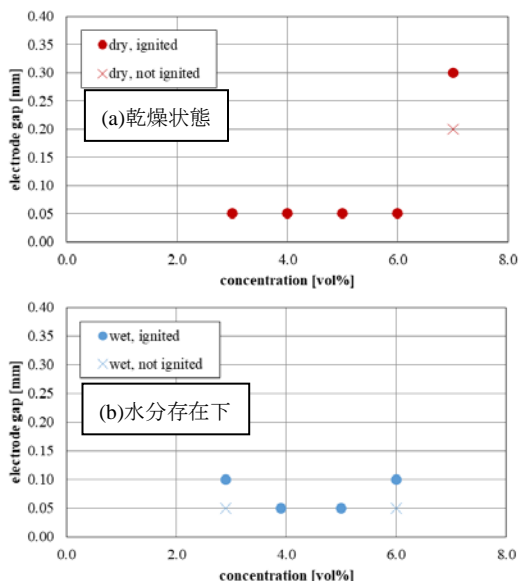 0.40
0.35
0.30
0.25
0.20
0.15
0.10
0.05
0.00
electrode gap [mm]
dry, ignited
dry, not ignited
(a)乾燥状態
0.0 2.0 4.0 6.0 8.0
concentration [vol%]
0.40
0.35
0.30
0.25
0.20
0.15
0.10
0.05
0.00
electrode gap [mm]
wet, ignited
wet, not ignited
(b)水分存在下
0.0 2.0 4.0 6.0 8.0
concentration [vol%]